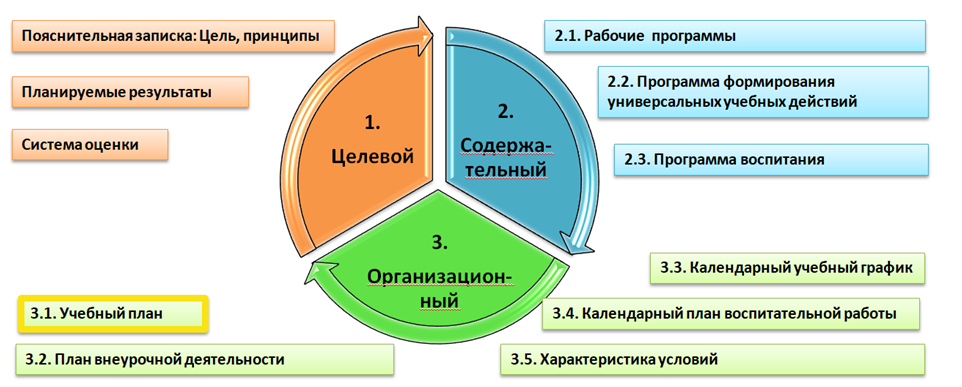 Пояснительная записка: Цель, принципы
Планируемые результаты
Система оценки
1.
Целевой
2.
Содержа-
тельный
2.1. Рабочие программы
2.2. Программа формирования
универсальных учебных действий
2.3. Программа воспитания
3.
Организацион-
ный
3.1. Учебный план
3.2. План внеурочной деятельности
3.3. Календарный учебный график
3.4. Календарный план воспитательной работы
3.5. Характеристика условий